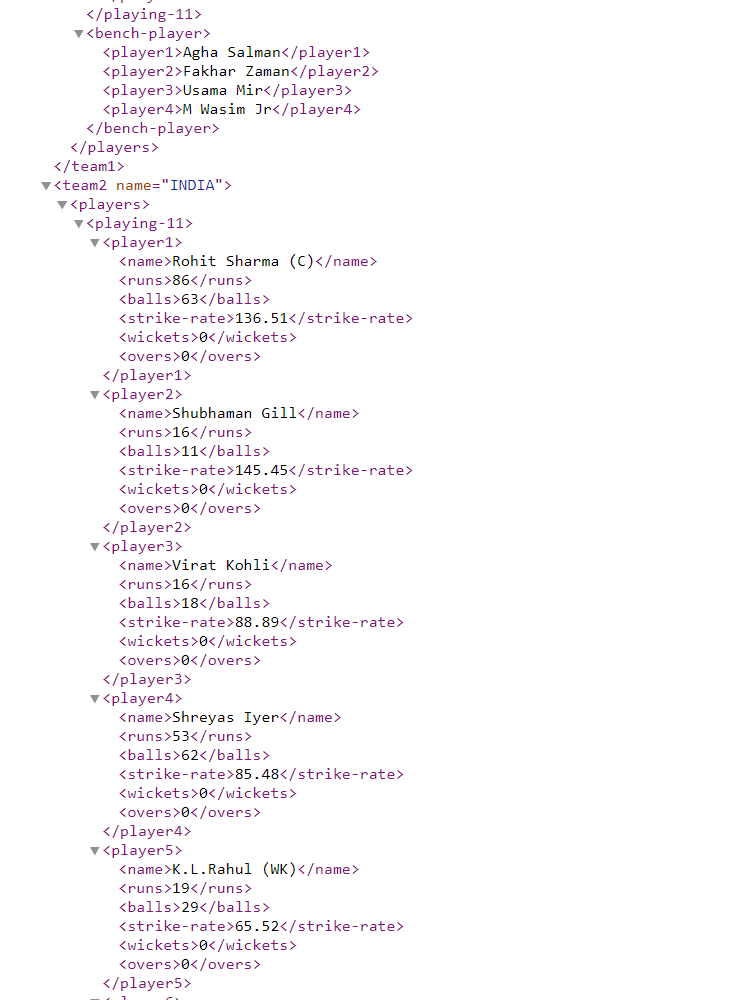 </playing-11>
<bench-player>
<player1>Agha Salman</player1>
<player2>Fakhar Zaman</player2>
<player3>Usama Mir</player3>
<player4>M Wasim Jr</player4>
</bench-player>
</players>
</team1>
<team2 name="INDIA">
<players>
<playing-11>
<player1>
<name>Rohit Sharma (C)</name>
<runs>86</runs>
<balls>63</balls>
<strike-rate>136.51</strike-rate>
<wickets>0</wickets>
<overs>0</overs>
</player1>
<player2>
<name>Shubhaman Gill</name>
<runs>16</runs>
<balls>11</balls>
<strike-rate>145.45</strike-rate>
<wickets>0</wickets>
<overs>0</overs>
</player2>
<player3>
<name>Virat Kohli</name>
<runs>16</runs>
<balls>18</balls>
<strike-rate>88.89</strike-rate>
<wickets>0</wickets>
<overs>0</overs>
</player3>
<player4>
<name>Shreyas Iyer</name>
<runs>53</runs>
<balls>62</balls>
<strike-rate>85.48</strike-rate>
<wickets>0</wickets>
<overs>0</overs>
</player4>
<player5>
<name>K.L.Rahul (WK)</name>
<runs>19</runs>
<balls>29</balls>
<strike-rate>65.52</strike-rate>
<wickets>0</wickets>
<overs>0</overs>
</player5>